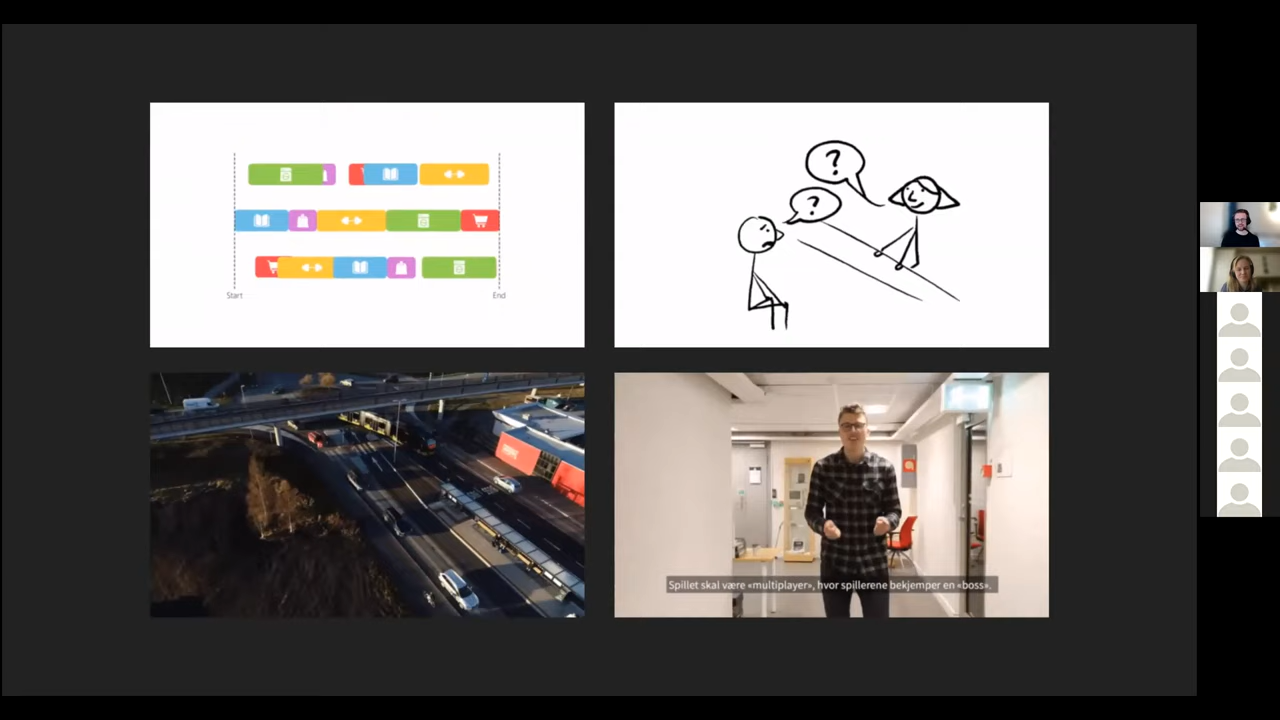 Start
End
?
?
Spillet skal være «multiplayer», hvor spillerene bekjemper en «boss».